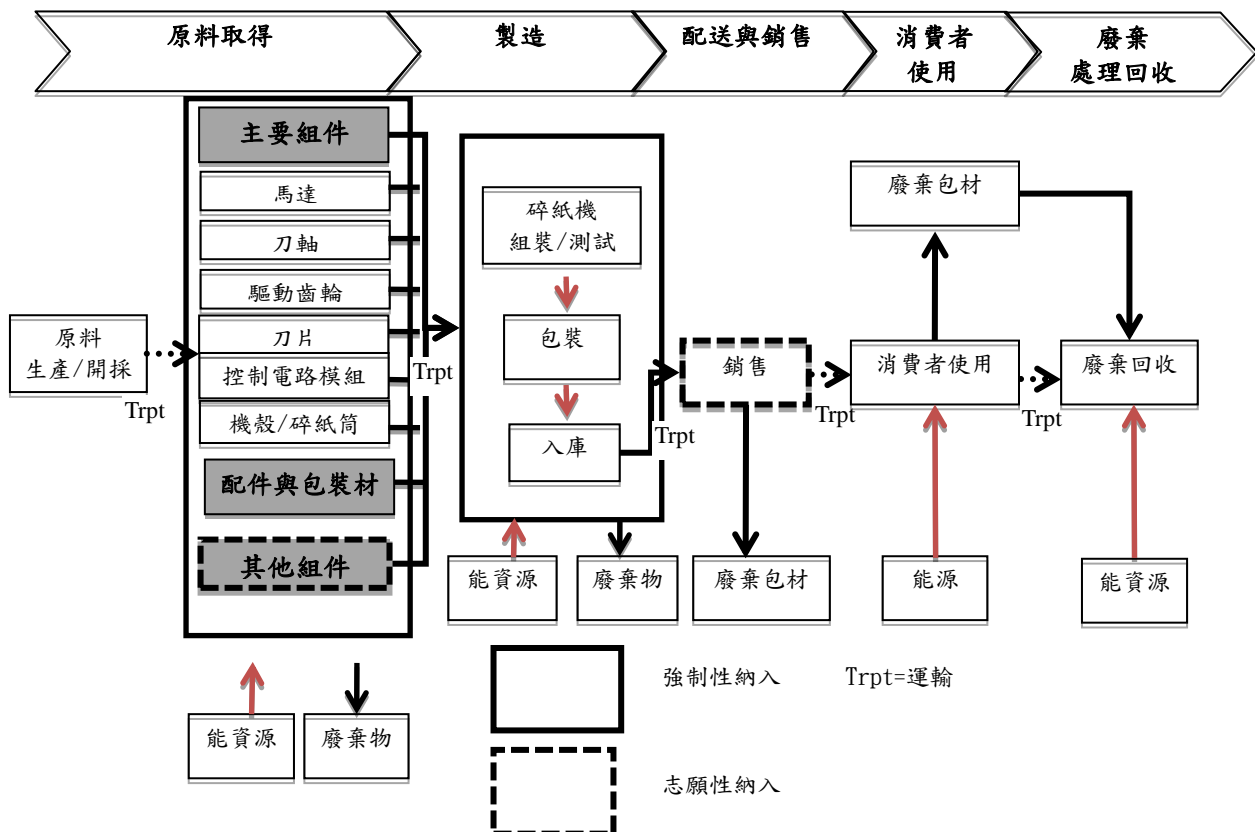 原料取得
製造
配送與銷售
消費者
使用
廢棄
處理回收
主要組件
馬達
刀軸
驅動齒輪
刀片
控制電路模組
機殼/碎紙筒
配件與包裝材
其他組件
原料
生產/開採
Trpt
Trpt
碎紙機
組裝/測試
包裝
入庫
Trpt
銷售
Trpt
廢棄包材
消費者使用
Trpt
廢棄回收
能資源
廢棄物
廢棄包材
能源
能資源
能資源
廢棄物
強制性納入
Trpt=運輸
志願性納入